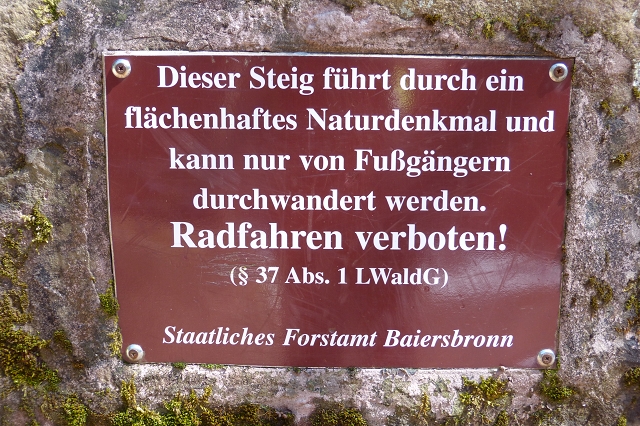 Dieser Steig führt durch ein
flächenhaftes Naturdenkmal und
kann nur von Fußgängern
durchwandert werden.
Radfahren verboten!
(§ 37 Abs. 1 LWaldG)
Staatliches Forstamt Baiersbronn